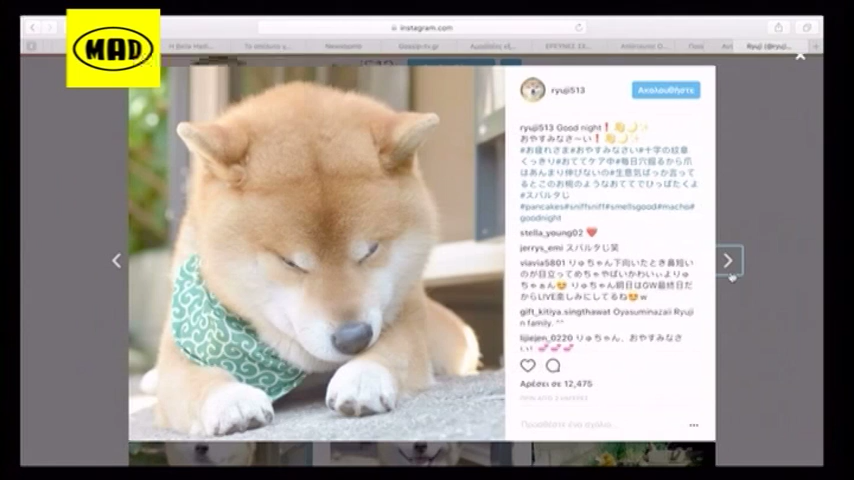 MAD
instagram.com
ryuji513
Ακολουθήστε
ryuji513 Good night❗👏🌙✨
おやすみなさ〜い❗👏🌙✨
#お疲れさま#おやすみなさい#十字の紋章
くっきり#おててケア中#毎日穴掘るから爪
はあんまり伸びないの#生意気ばっか言って
るとこのお桃のようなおててでひっぱたくよ
#スパルタじ
#pancakes#sniffsniff#smellsgood#macho#
goodnight
stella_young02 ❤️
jerrys_emi スパルタじ笑
viavia5801 りゅちゃん下向いたとき鼻短い
のが目立ってめちゃやばいかわいぃよりゅ
ちゃぁん😍 りゅちゃん明日はGW最終日だ
からLIVE楽しみにしてるね😍w
gift_kitiya.singthawat Oyasuminazaii Ryuji
n family. ^^
lijiejen_0220 りゅちゃん、おやすみなさ
い! 💕💕💕
Αρέσει σε 12,475
Προσθέστε ένα σχόλιο...